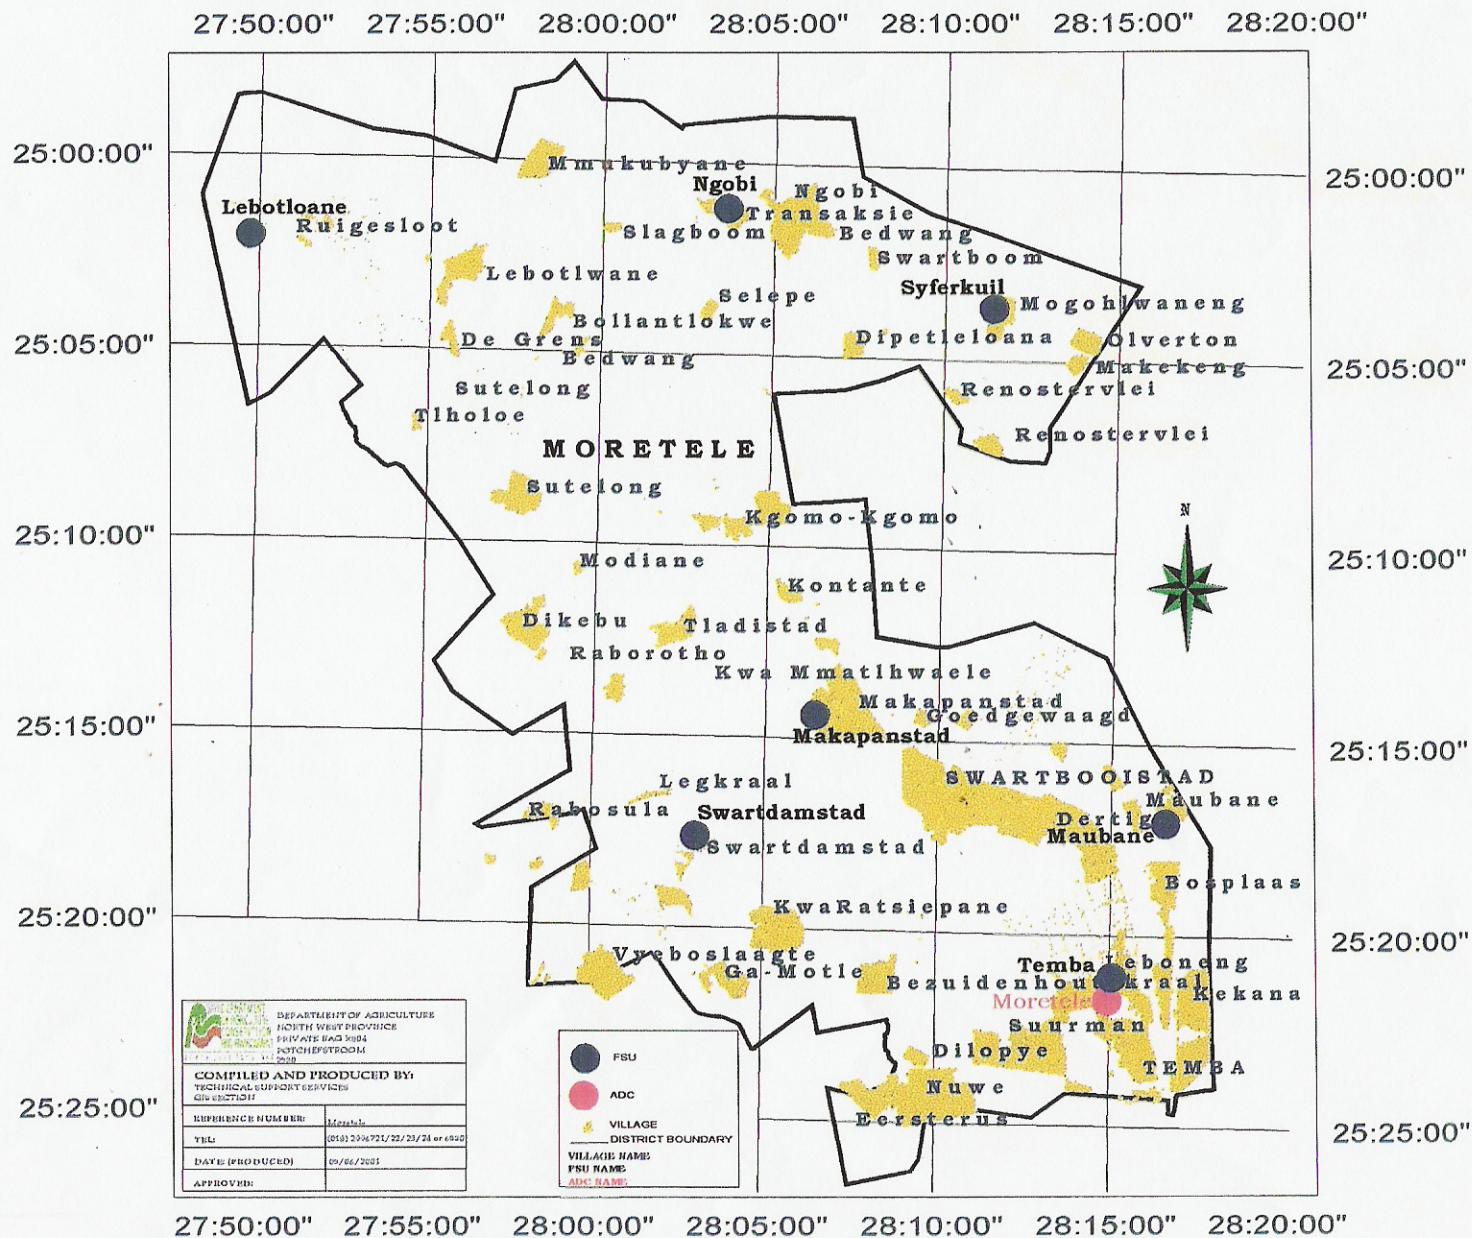 27:50:00" 27:55:00" 28:00:00" 28:05:00" 28:10:00" 28:15:00" 28:20:00"
25:00:00"
25:00:00"
Mmukubyane
Ngobi
Ngobi
Lebotloane
Transaksie
Ruigesloot
Slagboom
Bedwang
Swartboom
Lebotlwane
Syferkuil
Selepe
Mogohlwaneng
Bollantlokwe
25:05:00"
De Grens
Dipetleloana
Olverton
Bedwang
Makekeng
25:05:00"
Sutelong
Renostervlei
Tlholoe
Renostervlei
MORETELE
Sutelong
Kgomo-Kgomo
N
25:10:00"
Modiane
25:10:00"
Kontante
Dikebu
Tladistad
Raborotho
Kwa Mmatlhwaele
Makapanstad
Goedgewaagd
25:15:00"
Makapanstad
25:15:00"
Legkraal
SWARTBOOISTAD
Maubane
Rabosula
Swartdamstad
Dertig
Maubane
Swartdamstad
Bosplaas
25:20:00"
KwaRatsiepane
25:20:00"
Vyeboslaagte
Temba
Leboneng
Ga-Motle
Bezuidenhoutskraal
Kekana
Moretele
Suurman
Dilopye
TEMBA
Nuwe
Eersterus
25:25:00"
25:25:00"
DEPARTMENT OF AGRICULTURE
NORTH WEST PROVINCE
PRIVATE BAG X804
POTCHEFSTROOM
2520
COMPILED AND PRODUCED BY:
TECHNICAL SUPPORT SERVICES
GIS SECTION
REFERENCE NUMBER: Moretele
TEL:
DATE (PRODUCED)
APPROVED:
FSU
ADC
VILLAGE
DISTRICT BOUNDARY
VILLAGE NAME
FSU NAME
ADC NAME
27:50:00" 27:55:00" 28:00:00" 28:05:00" 28:10:00" 28:15:00" 28:20:00"